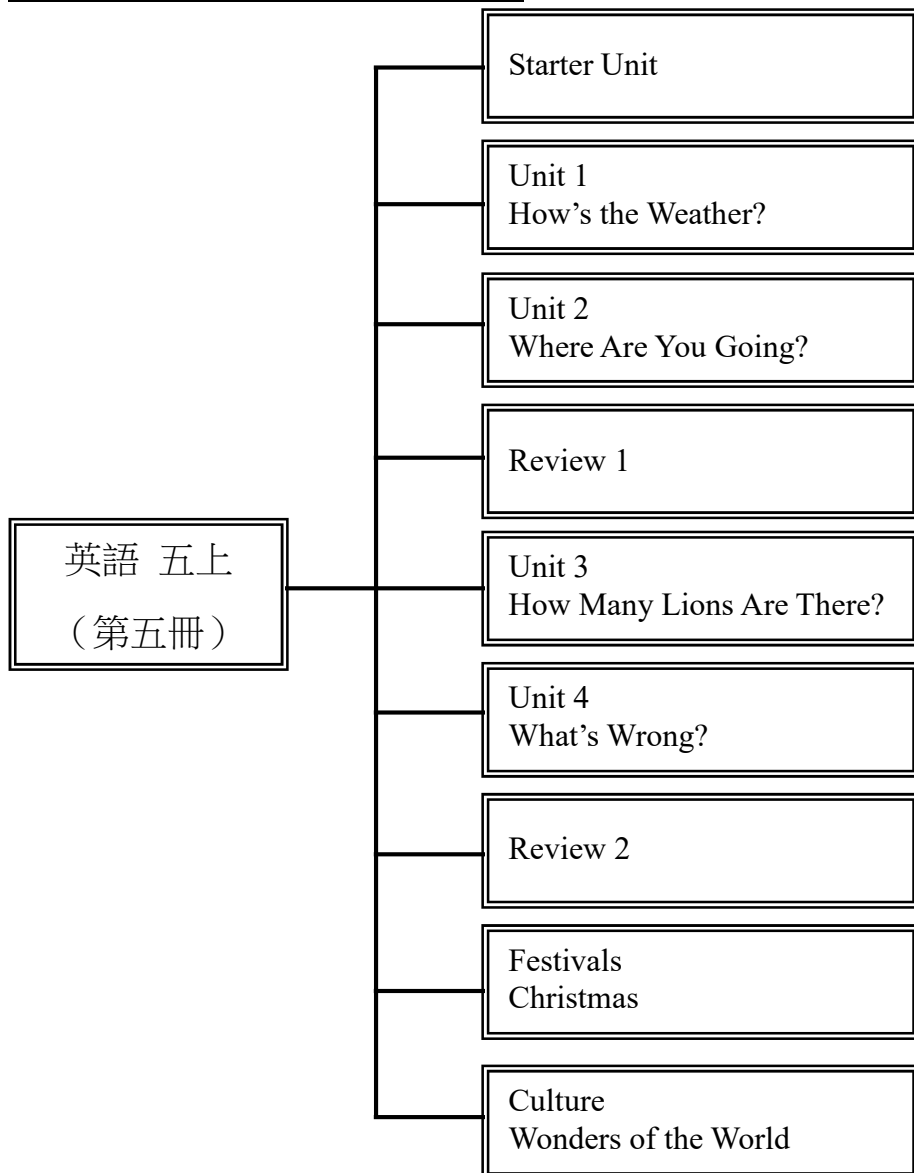 英語 五上
（第五冊）
Starter Unit
Unit 1
How’s the Weather?
Unit 2
Where Are You Going?
Review 1
Unit 3
How Many Lions Are There?
Unit 4
What’s Wrong?
Review 2
Festivals
Christmas
Culture
Wonders of the World